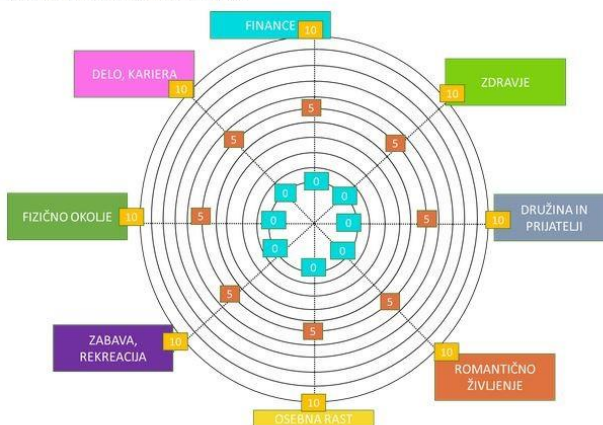 FINANCE
10
DELO, KARIERA
10
ZDRAVJE
10
5
5
5
0
0
0
FIZIČNO OKOLJE
10
5
0
0
5
10
DRUŽINA IN
PRIJATELJI
0
0
0
5
5
5
ZABAVA,
REKREACIJA
10
10
ROMANTIČNO
ŽIVLJENJE
10
OSEBNA RAST